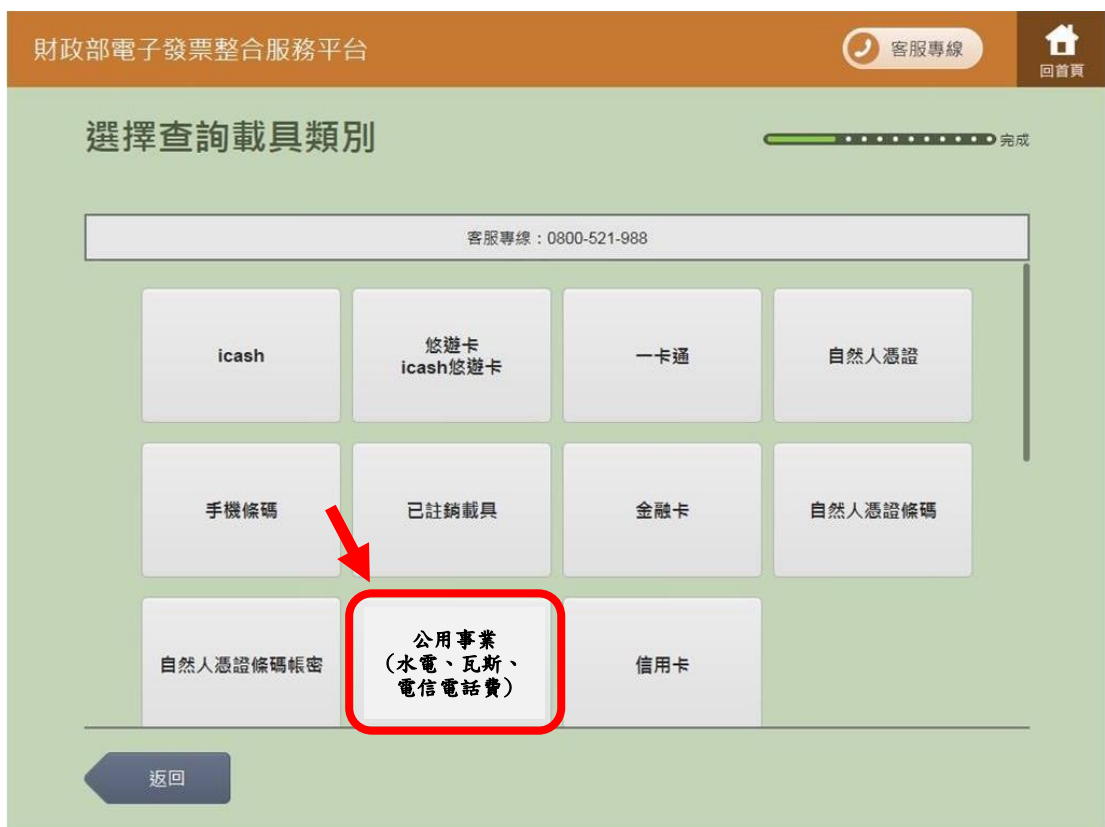 財政部電子發票整合服務平台
客服專線
回首頁
選擇查詢載具類別
完成
客服專線：0800-521-988
icash
悠遊卡
icash悠遊卡
一卡通
自然人憑證
手機條碼
已註銷載具
金融卡
自然人憑證條碼
自然人憑證條碼帳密
公用事業
(水電、瓦斯、
電信電話費)
信用卡
返回